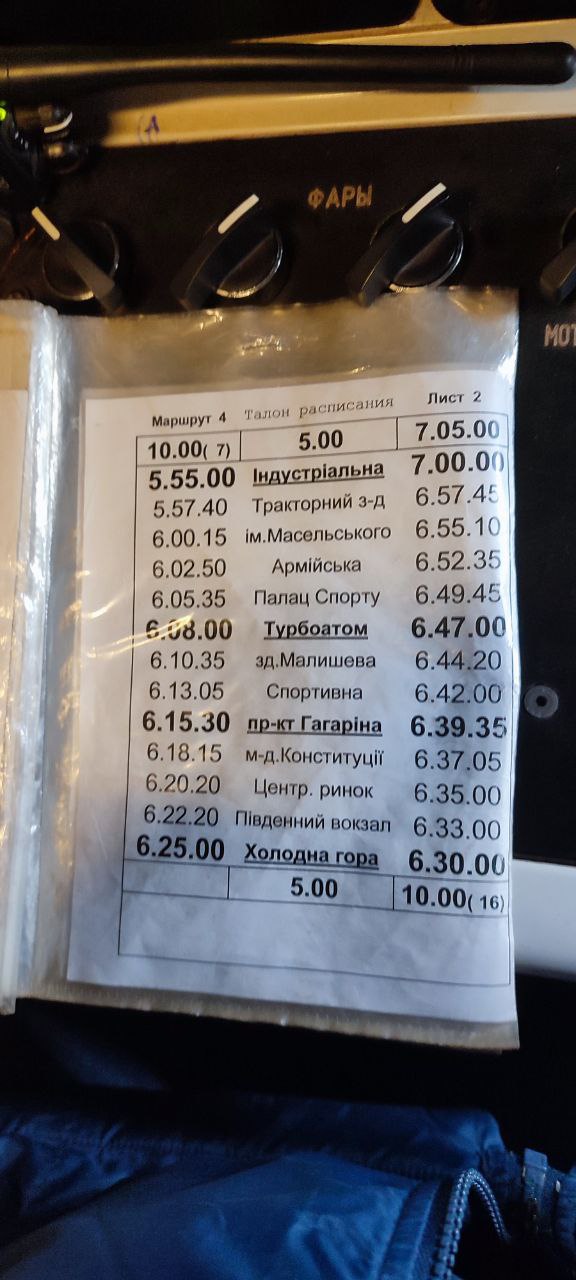 ФАРЫ
МОТ
Маршрут 4 Талон расписания Лист 2
10.00( 7) 5.00 7.05.00
5.55.00 Індустріальна 7.00.00
5.57.40 Тракторний з-д 6.57.45
6.00.15 ім.Масельського 6.55.10
6.02.50 Армійська 6.52.35
6.05.35 Палац Спорту 6.49.45
6.08.00 Турбоатом 6.47.00
6.10.35 зд.Малишева 6.44.20
6.13.05 Спортивна 6.42.00
6.15.30 пр-кт Гагаріна 6.39.35
6.18.15 м-д.Конституції 6.37.05
6.20.20 Центр. ринок 6.35.00
6.22.20 Південний вокзал 6.33.00
6.25.00 Холодна гора 6.30.00
5.00 10.00( 16)